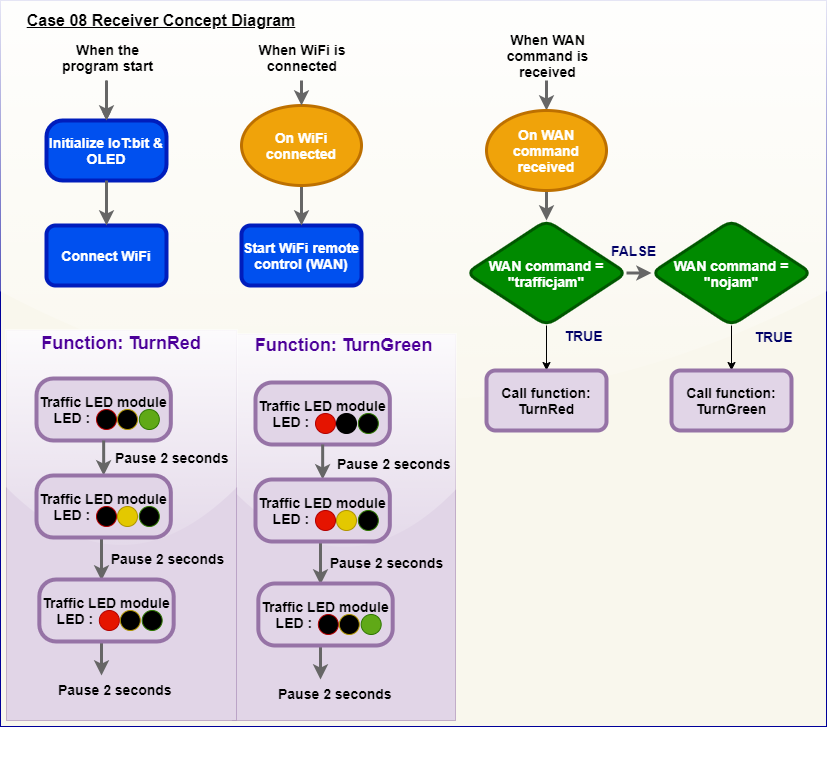 Case 08 Receiver Concept Diagram
When the
program start
Initialize IoT:bit &
OLED
Connect WiFi
When WiFi is
connected
On WiFi
connected
Start WiFi remote
control (WAN)
When WAN
command is
received
On WAN
command
received
WAN command =
"trafficjam"
FALSE
WAN command =
"nojam"
TRUE
TRUE
Call function:
TurnRed
Call function:
TurnGreen
Function: TurnRed
Traffic LED module
LED :
Pause 2 seconds
Traffic LED module
LED :
Pause 2 seconds
Traffic LED module
LED :
Pause 2 seconds
Function: TurnGreen
Traffic LED module
LED :
Pause 2 seconds
Traffic LED module
LED :
Pause 2 seconds
Traffic LED module
LED :
Pause 2 seconds